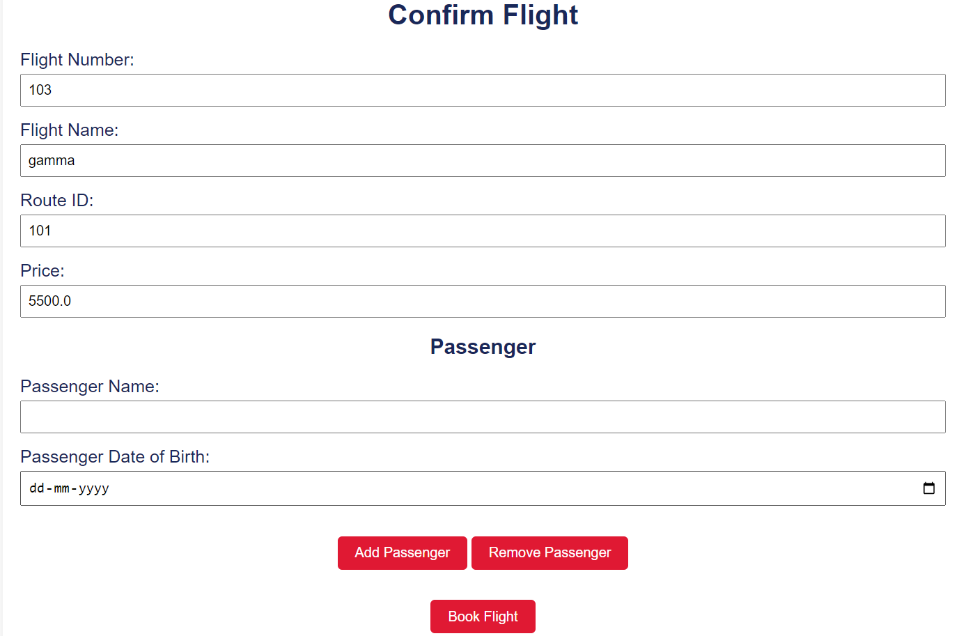 Confirm Flight
Flight Number:
103
Flight Name:
gamma
Route ID:
101
Price:
5500.0
Passenger
Passenger Name:
Passenger Date of Birth:
dd-mm-yyyy
Add Passenger Remove Passenger
Book Flight